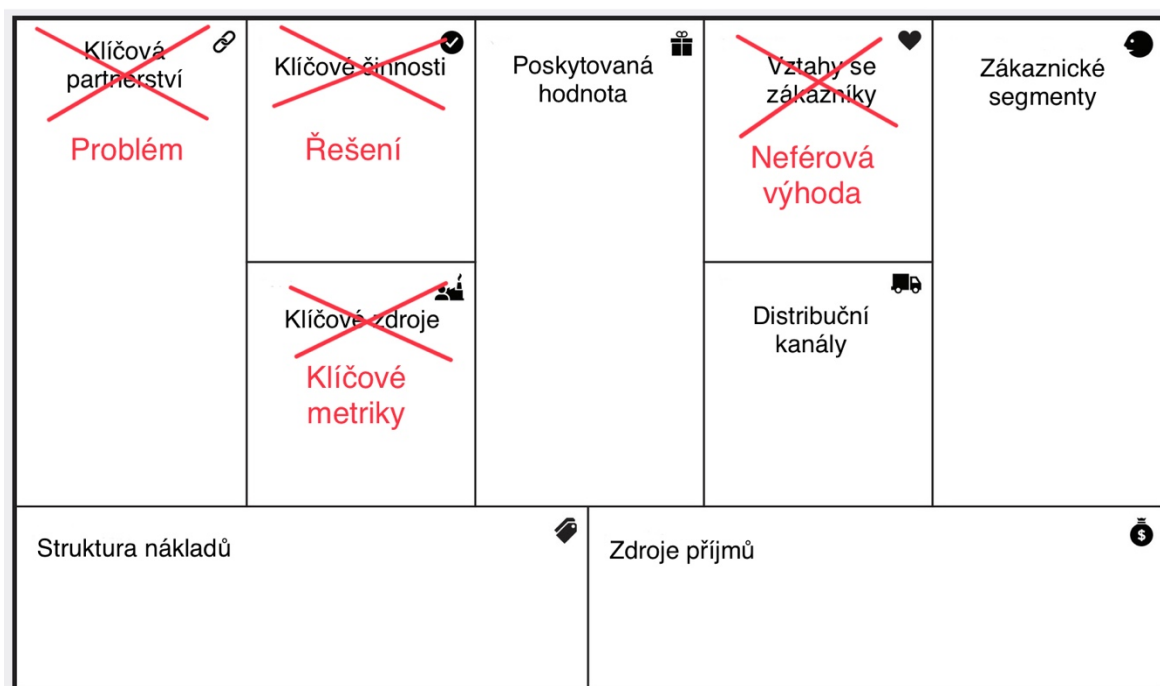 Klíčová
partnerství
Problém
Klíčové činnosti
Řešení
Klíčové zdroje
Klíčové
metriky
Poskytovaná
hodnota
Vztahy se
zákazníky
Neférová
výhoda
Distribuční
kanály
Zákaznické
segmenty
Struktura nákladů
Zdroje příjmů
$